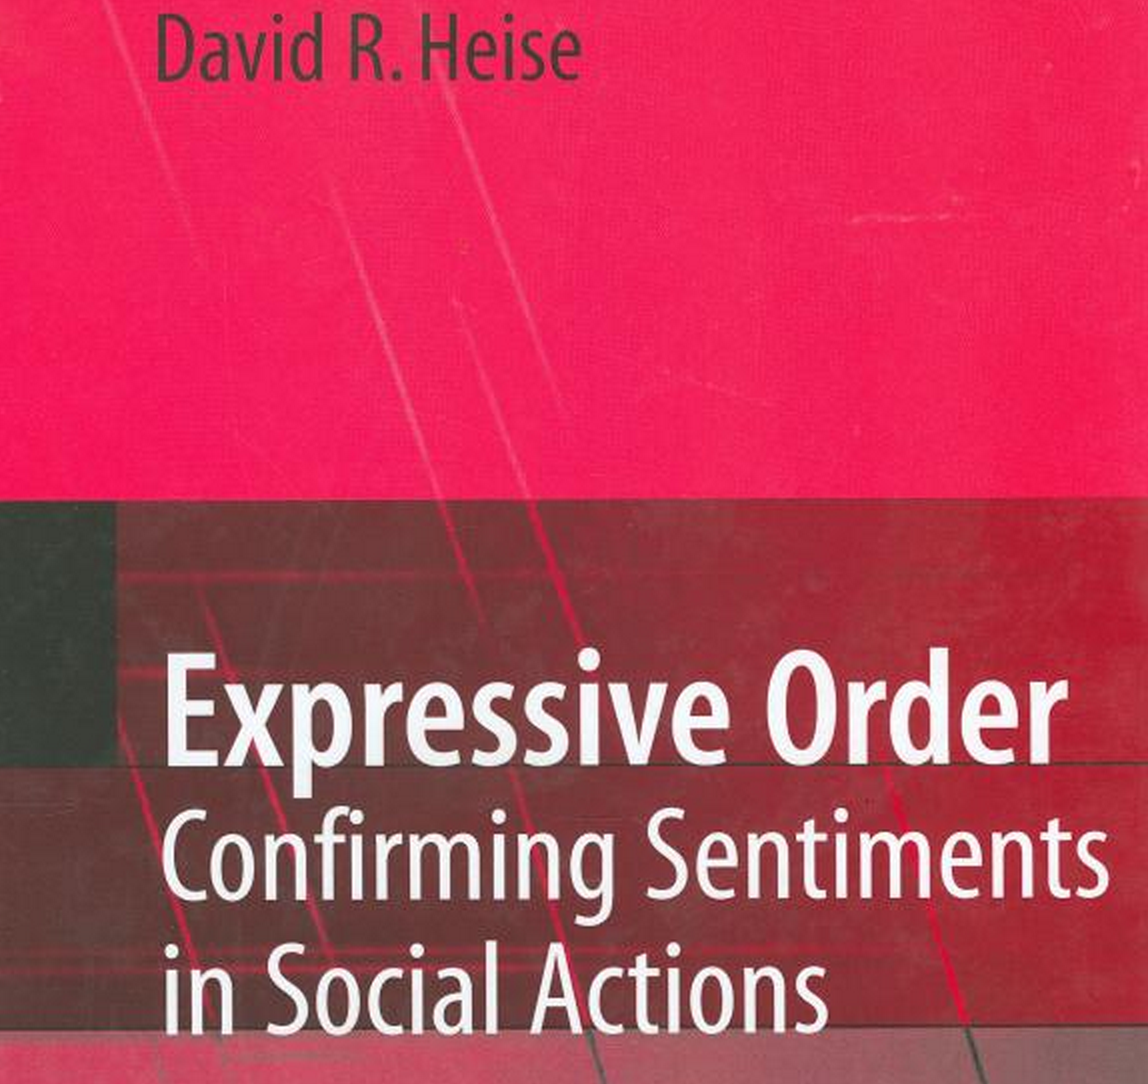 David R. Heise
Expressive Order
Confirming Sentiments
in Social Actions